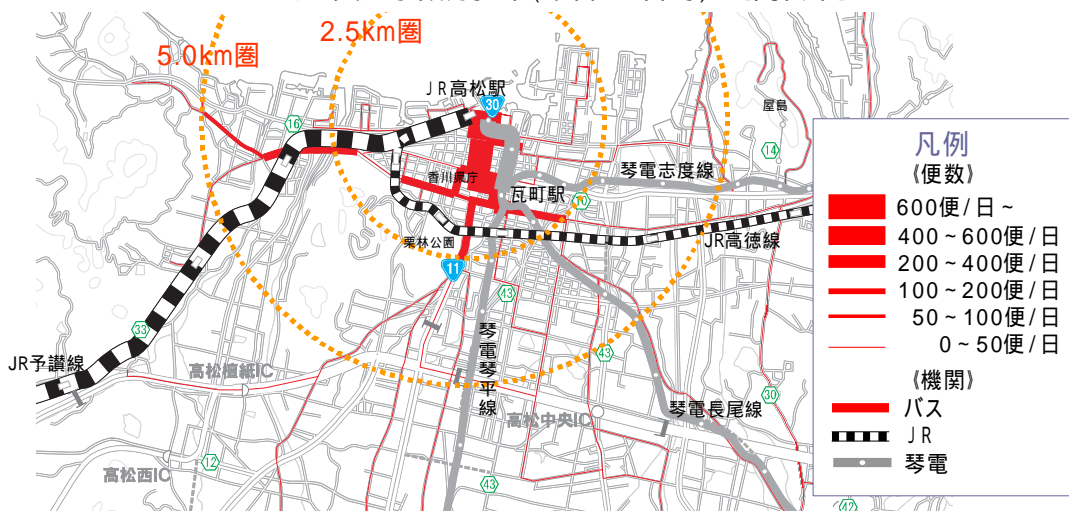 2.5km圏
5.0km圏
JR高松駅
30
屋島
16
14
凡例
《便数》
600便/日~
400~600便/日
200~400便/日
100~200便/日
50~100便/日
0~50便/日
《機関》
バス
JR
琴電
琴電志度線
香川県庁
瓦町駅
10
栗林公園
JR高徳線
11
43
33
琴電琴平線
43
JR予讃線
高松檀紙IC
30
高松中央IC
琴電長尾線
高松西IC
12
43
42